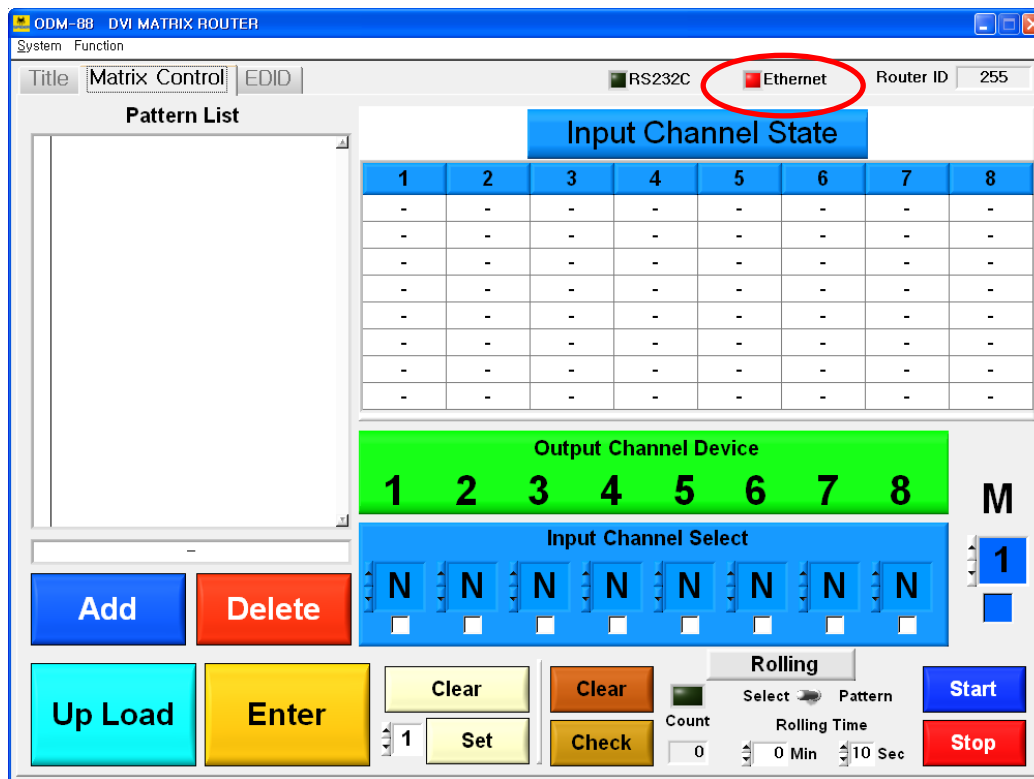 ODM-88 DVI MATRIX ROUTER
System Function
Title Matrix Control EDID RS232C Ethernet Router ID 255
Pattern List
Input Channel State
1 2 3 4 5 6 7 8
- - - - - - - -
- - - - - - - -
- - - - - - - -
- - - - - - - -
- - - - - - - -
- - - - - - - -
- - - - - - - -
- - - - - - - -
Output Channel Device
1 2 3 4 5 6 7 8
M
Input Channel Select
N N N N N N N N
1
–
Add Delete
Up Load Enter
Clear
1 Set
Clear
Check
Rolling
Select Pattern
Count
0
Rolling Time
0 Min 10 Sec
Start
Stop